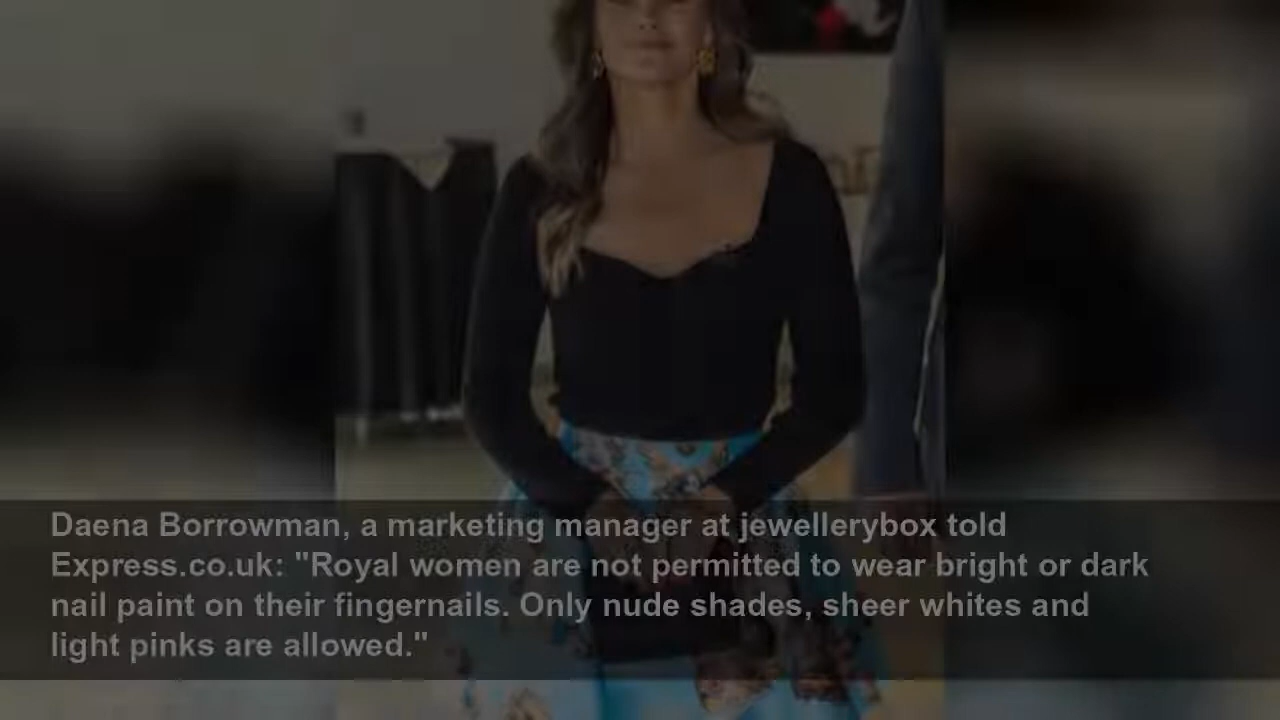 Daena Borrowman, a marketing manager at jewellerybox told
Express.co.uk: "Royal women are not permitted to wear bright or dark
nail paint on their fingernails. Only nude shades, sheer whites and
light pinks are allowed."